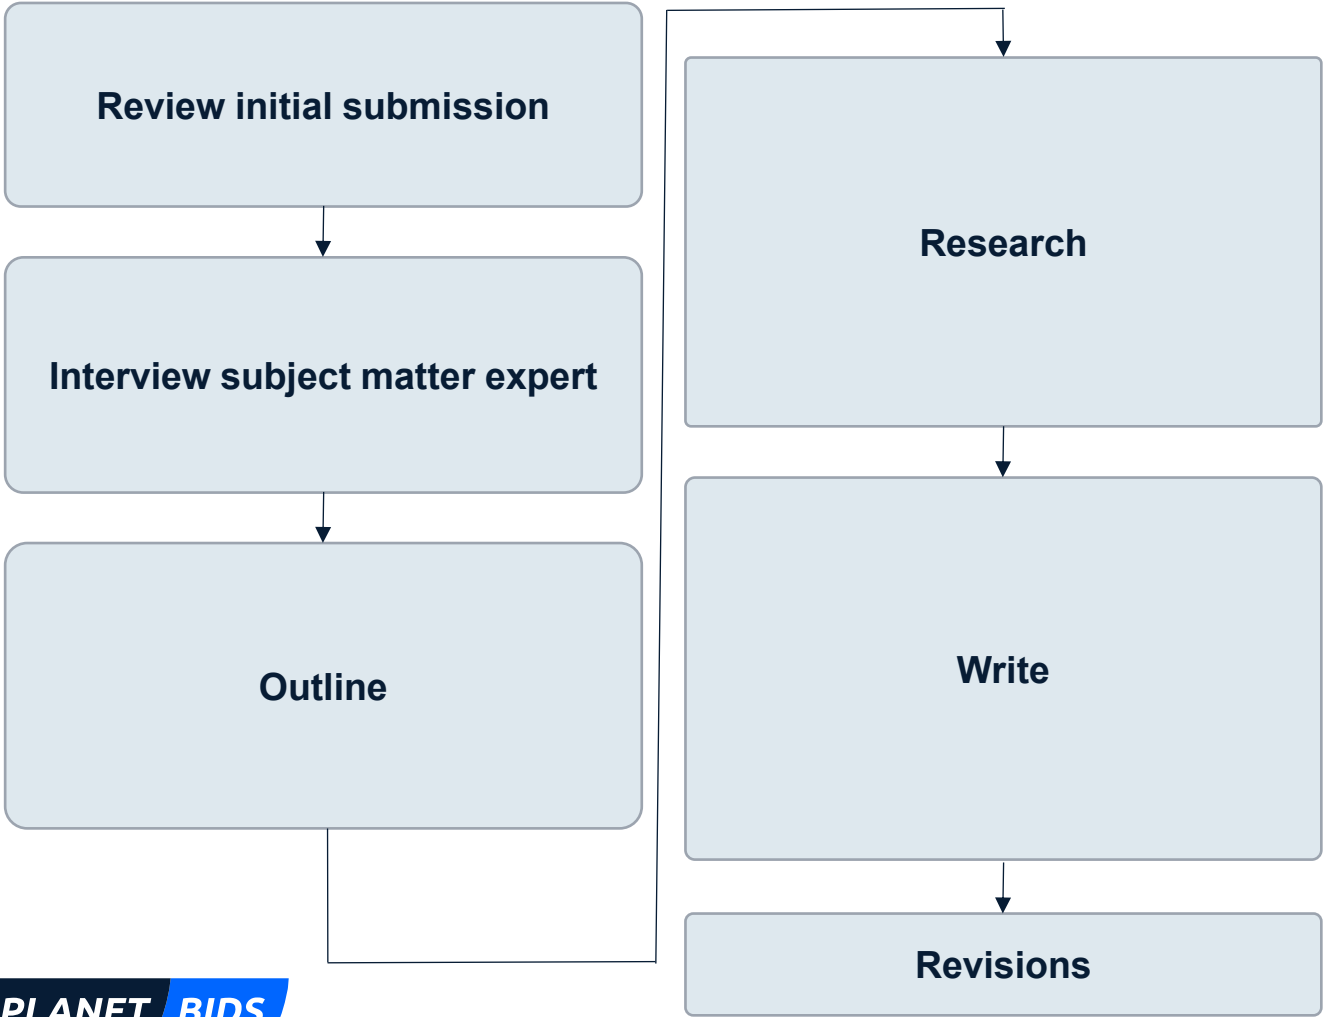 Review initial submission
Interview subject matter expert
Outline
Research
Write
Revisions
PLANET BIDS